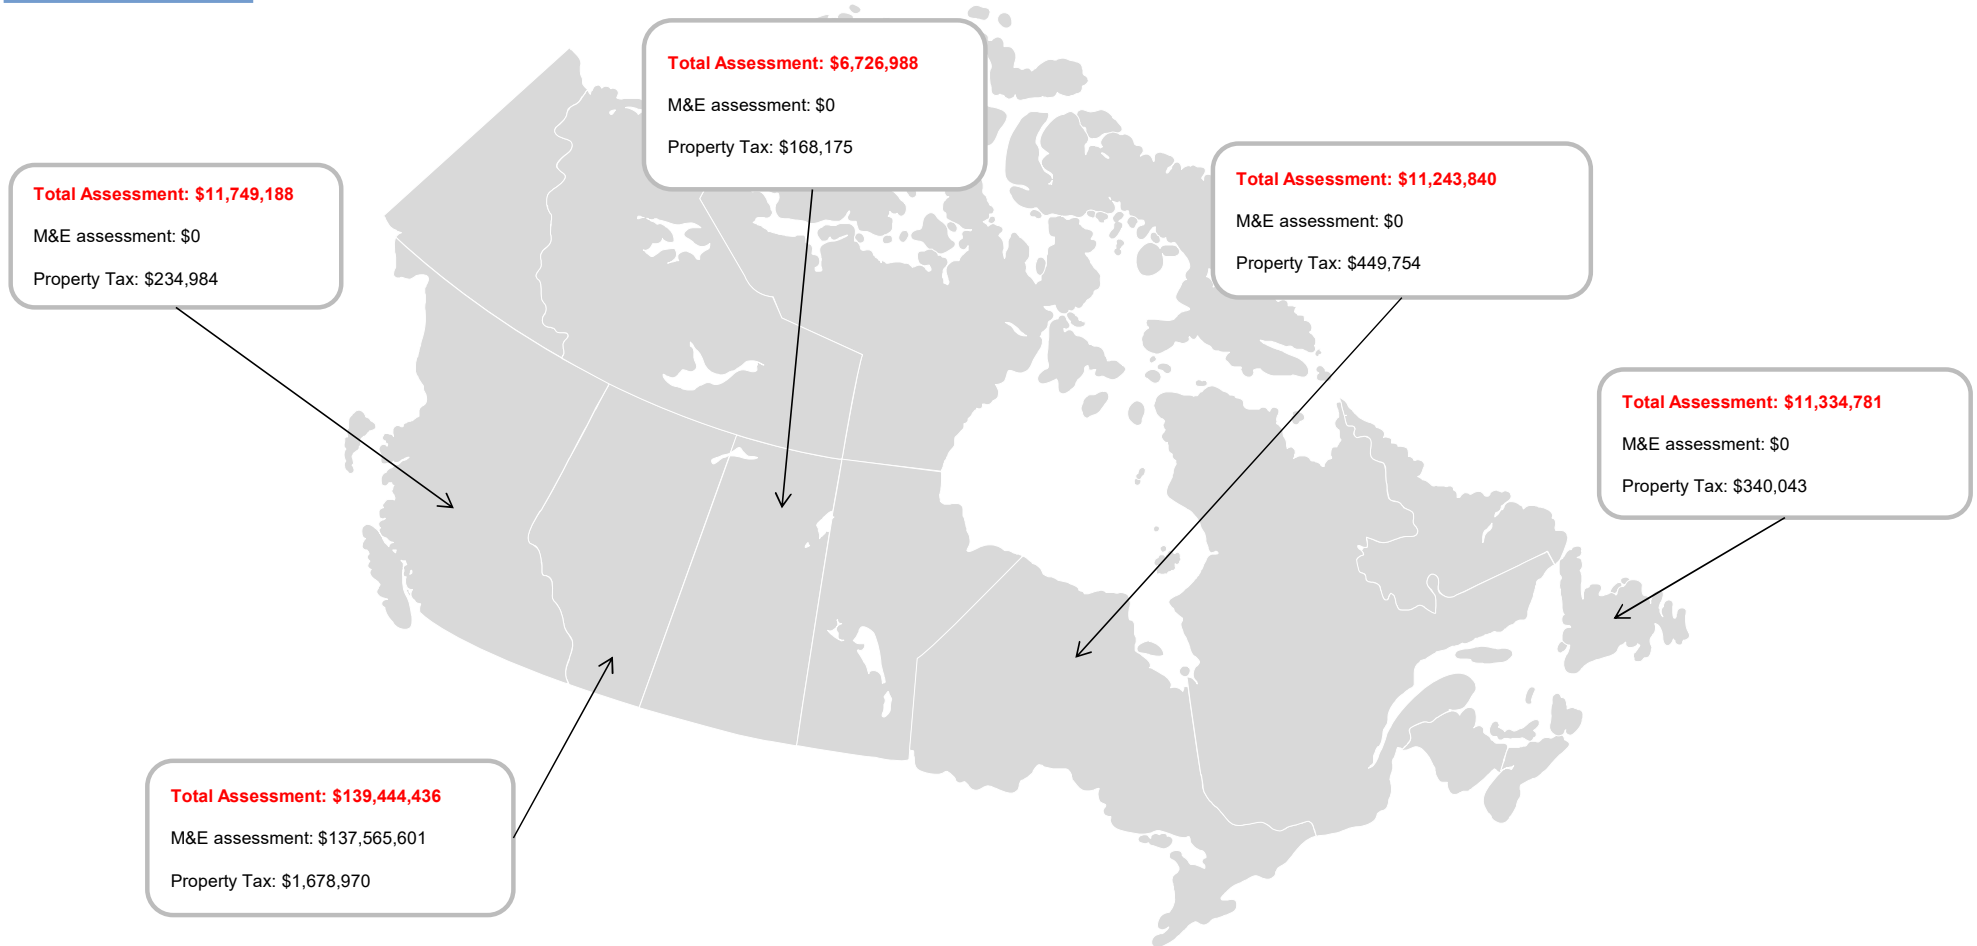 Total Assessment: $6,726,988
M&E assessment: $0
Property Tax: $168,175
Total Assessment: $11,243,840
M&E assessment: $0
Property Tax: $449,754
Total Assessment: $11,749,188
M&E assessment: $0
Property Tax: $234,984
Total Assessment: $11,334,781
M&E assessment: $0
Property Tax: $340,043
Total Assessment: $139,444,436
M&E assessment: $137,565,601
Property Tax: $1,678,970